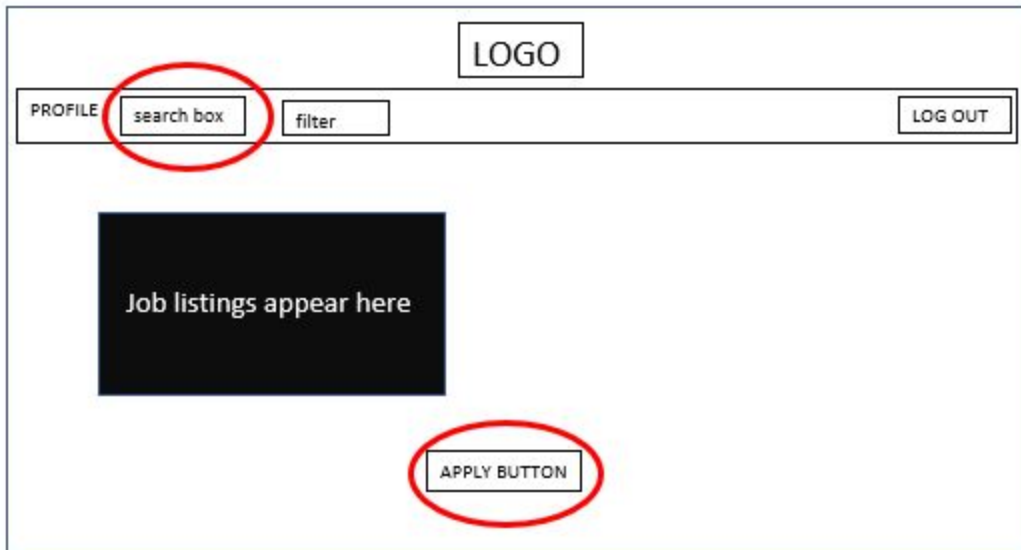 LOGO
PROFILE
search box
filter
LOG OUT
Job listings appear here
APPLY BUTTON